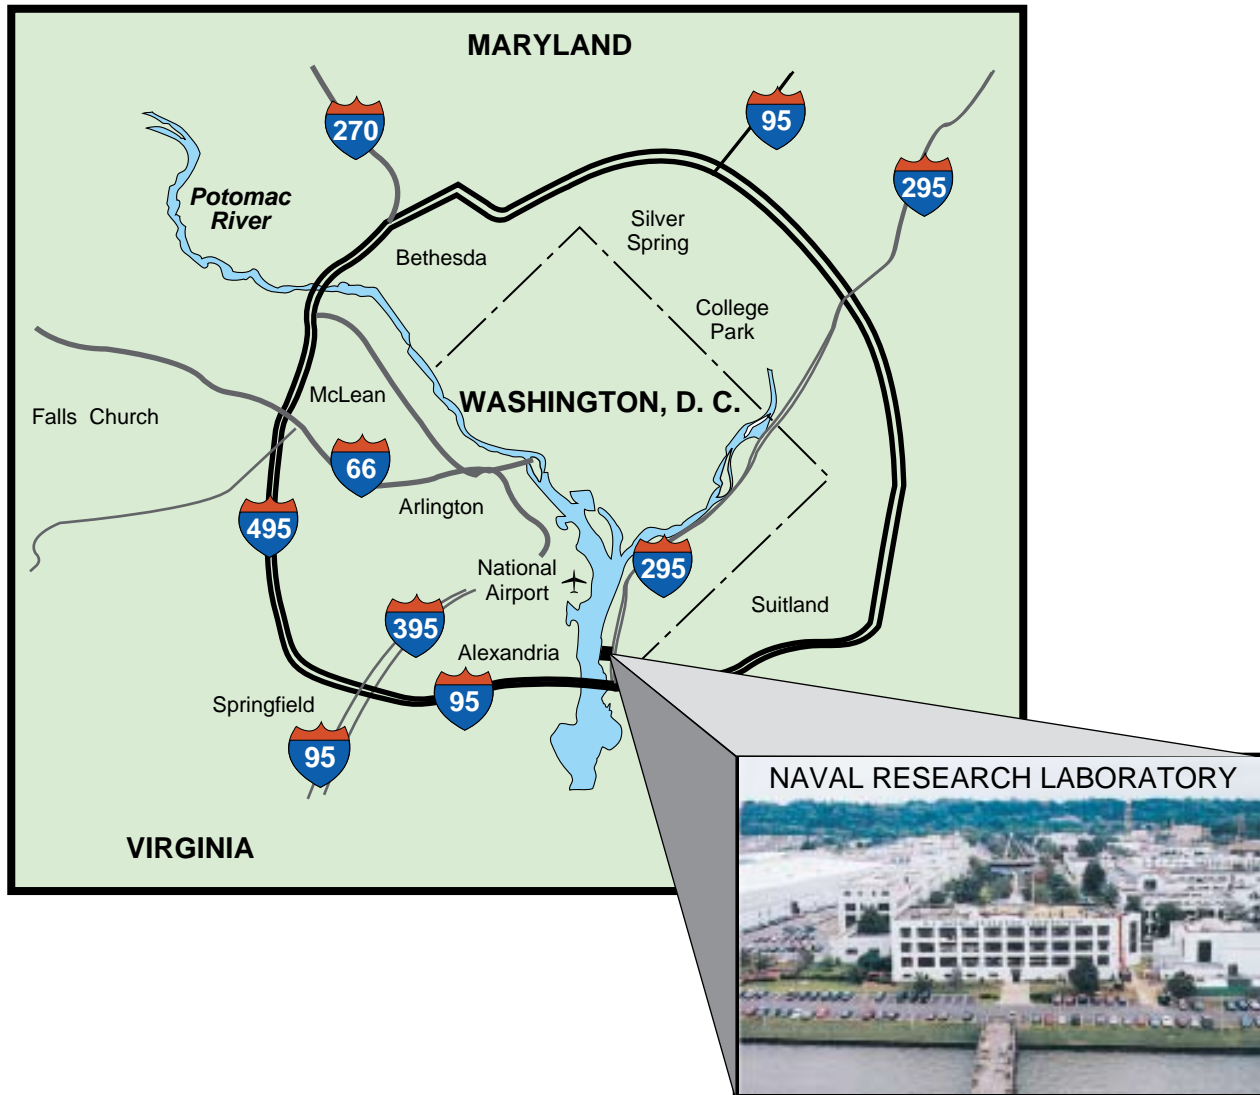 MARYLAND
270
95
295
Potomac
River
Silver
Spring
Bethesda
College
Park
McLean
WASHINGTON, D. C.
Falls Church
66
Arlington
495
National
Airport
295
Suitland
395
Alexandria
Springfield
95
95
NAVAL RESEARCH LABORATORY
VIRGINIA